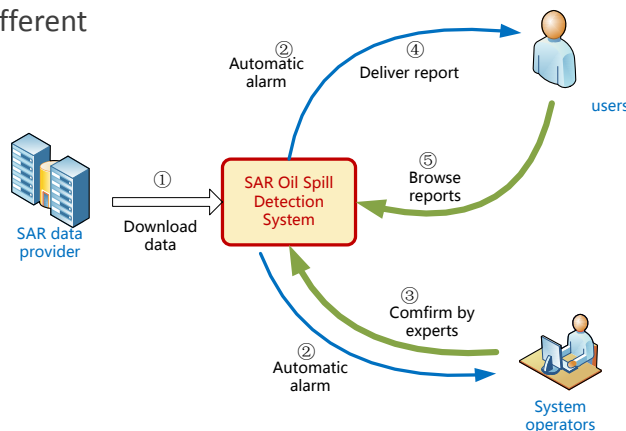 fferent
②
Automatic
alarm
④
Deliver report
users
①
Download
data
SAR data
provider
SAR Oil Spill
Detection
System
⑤
Browse
reports
③
Comfirm by
experts
②
Automatic
alarm
System
operators